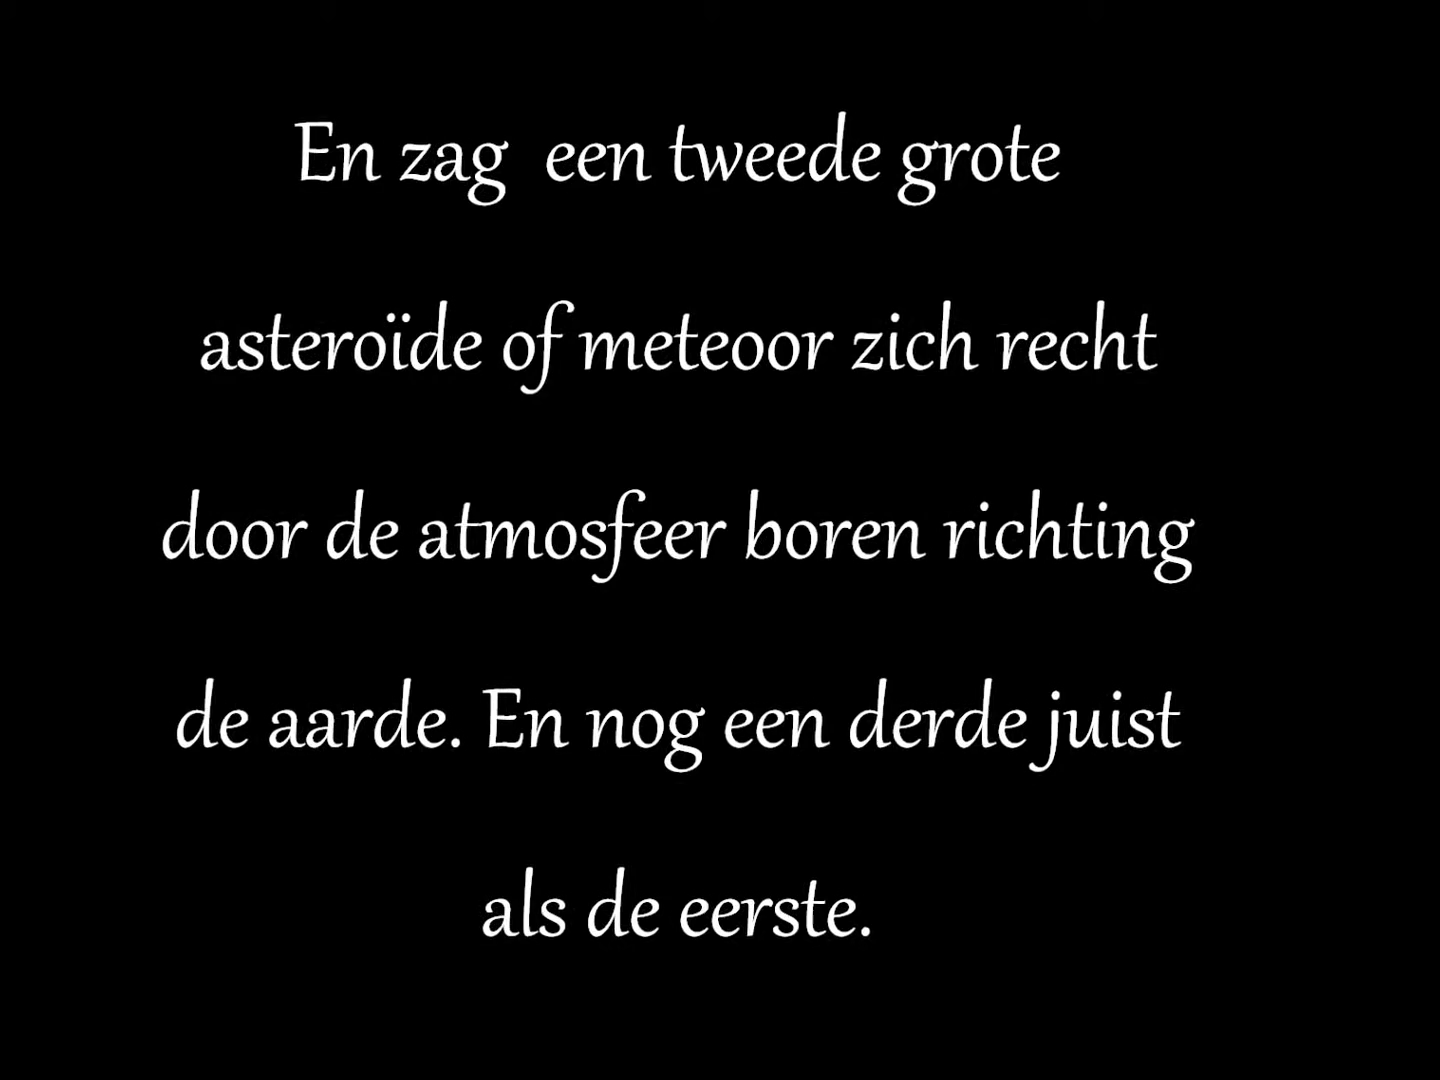 En zag  een tweede grote
asteroïde of meteoor zich recht
door de atmosfeer boren richting
de aarde. En nog een derde juist
als de eerste.